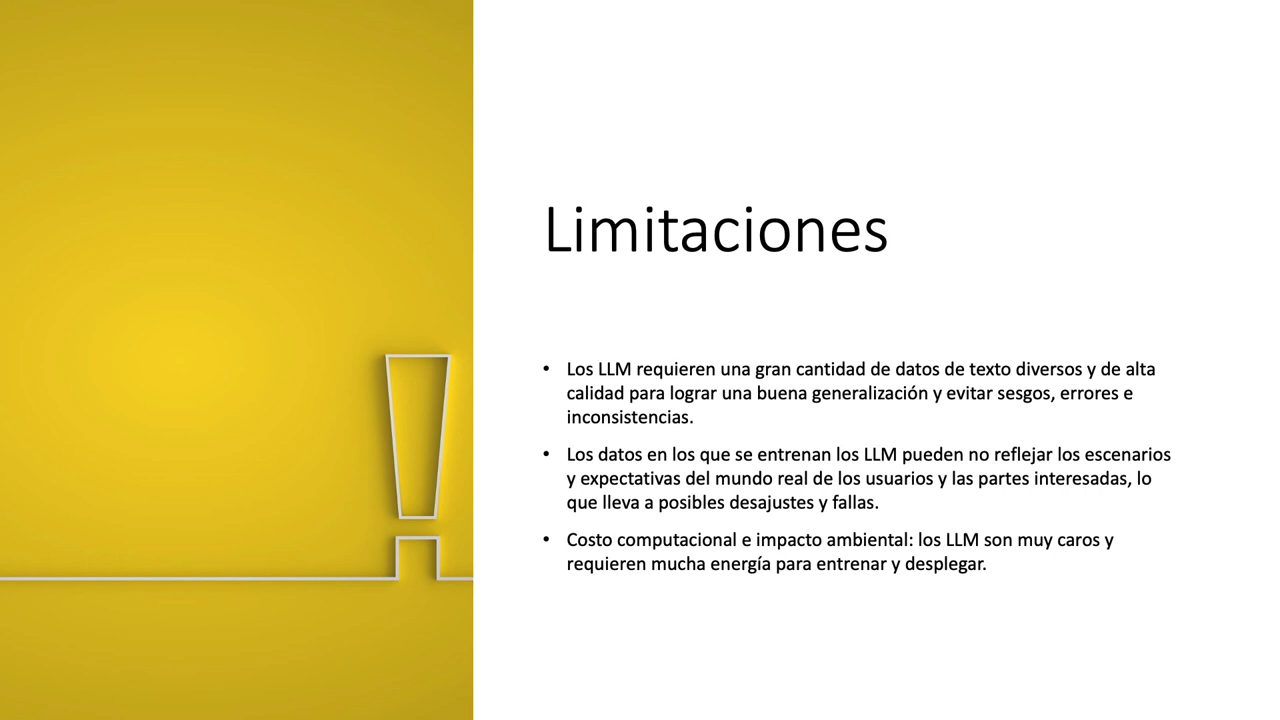 Limitaciones
• Los LLM requieren una gran cantidad de datos de texto diversos y de alta
calidad para lograr una buena generalización y evitar sesgos, errores e
inconsistencias.
• Los datos en los que se entrenan los LLM pueden no reflejar los escenarios
y expectativas del mundo real de los usuarios y las partes interesadas, lo
que lleva a posibles desajustes y fallas.
• Costo computacional e impacto ambiental: los LLM son muy caros y
requieren mucha energía para entrenar y desplegar.